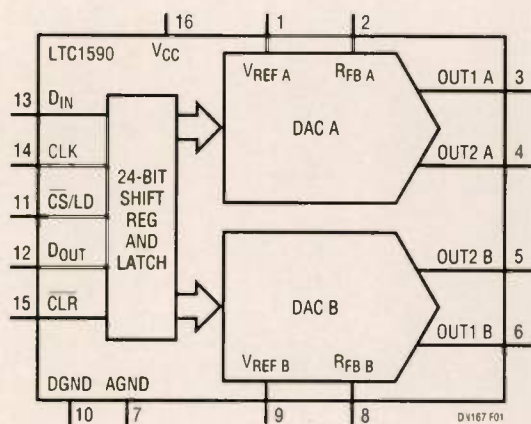 16 1 2
LTC1590 VCC VREF A RFB A
13 DIN
14 CLK
11 CS/LD
12 DOUT
15 CLR
24-BIT
SHIFT
REG
AND
LATCH
DAC A
OUT1 A 3
OUT2 A 4
DAC B
OUT2 B 5
OUT1 B 6
VREF B RFB B
DGND AGND
10 7 9 8
DN167 F01